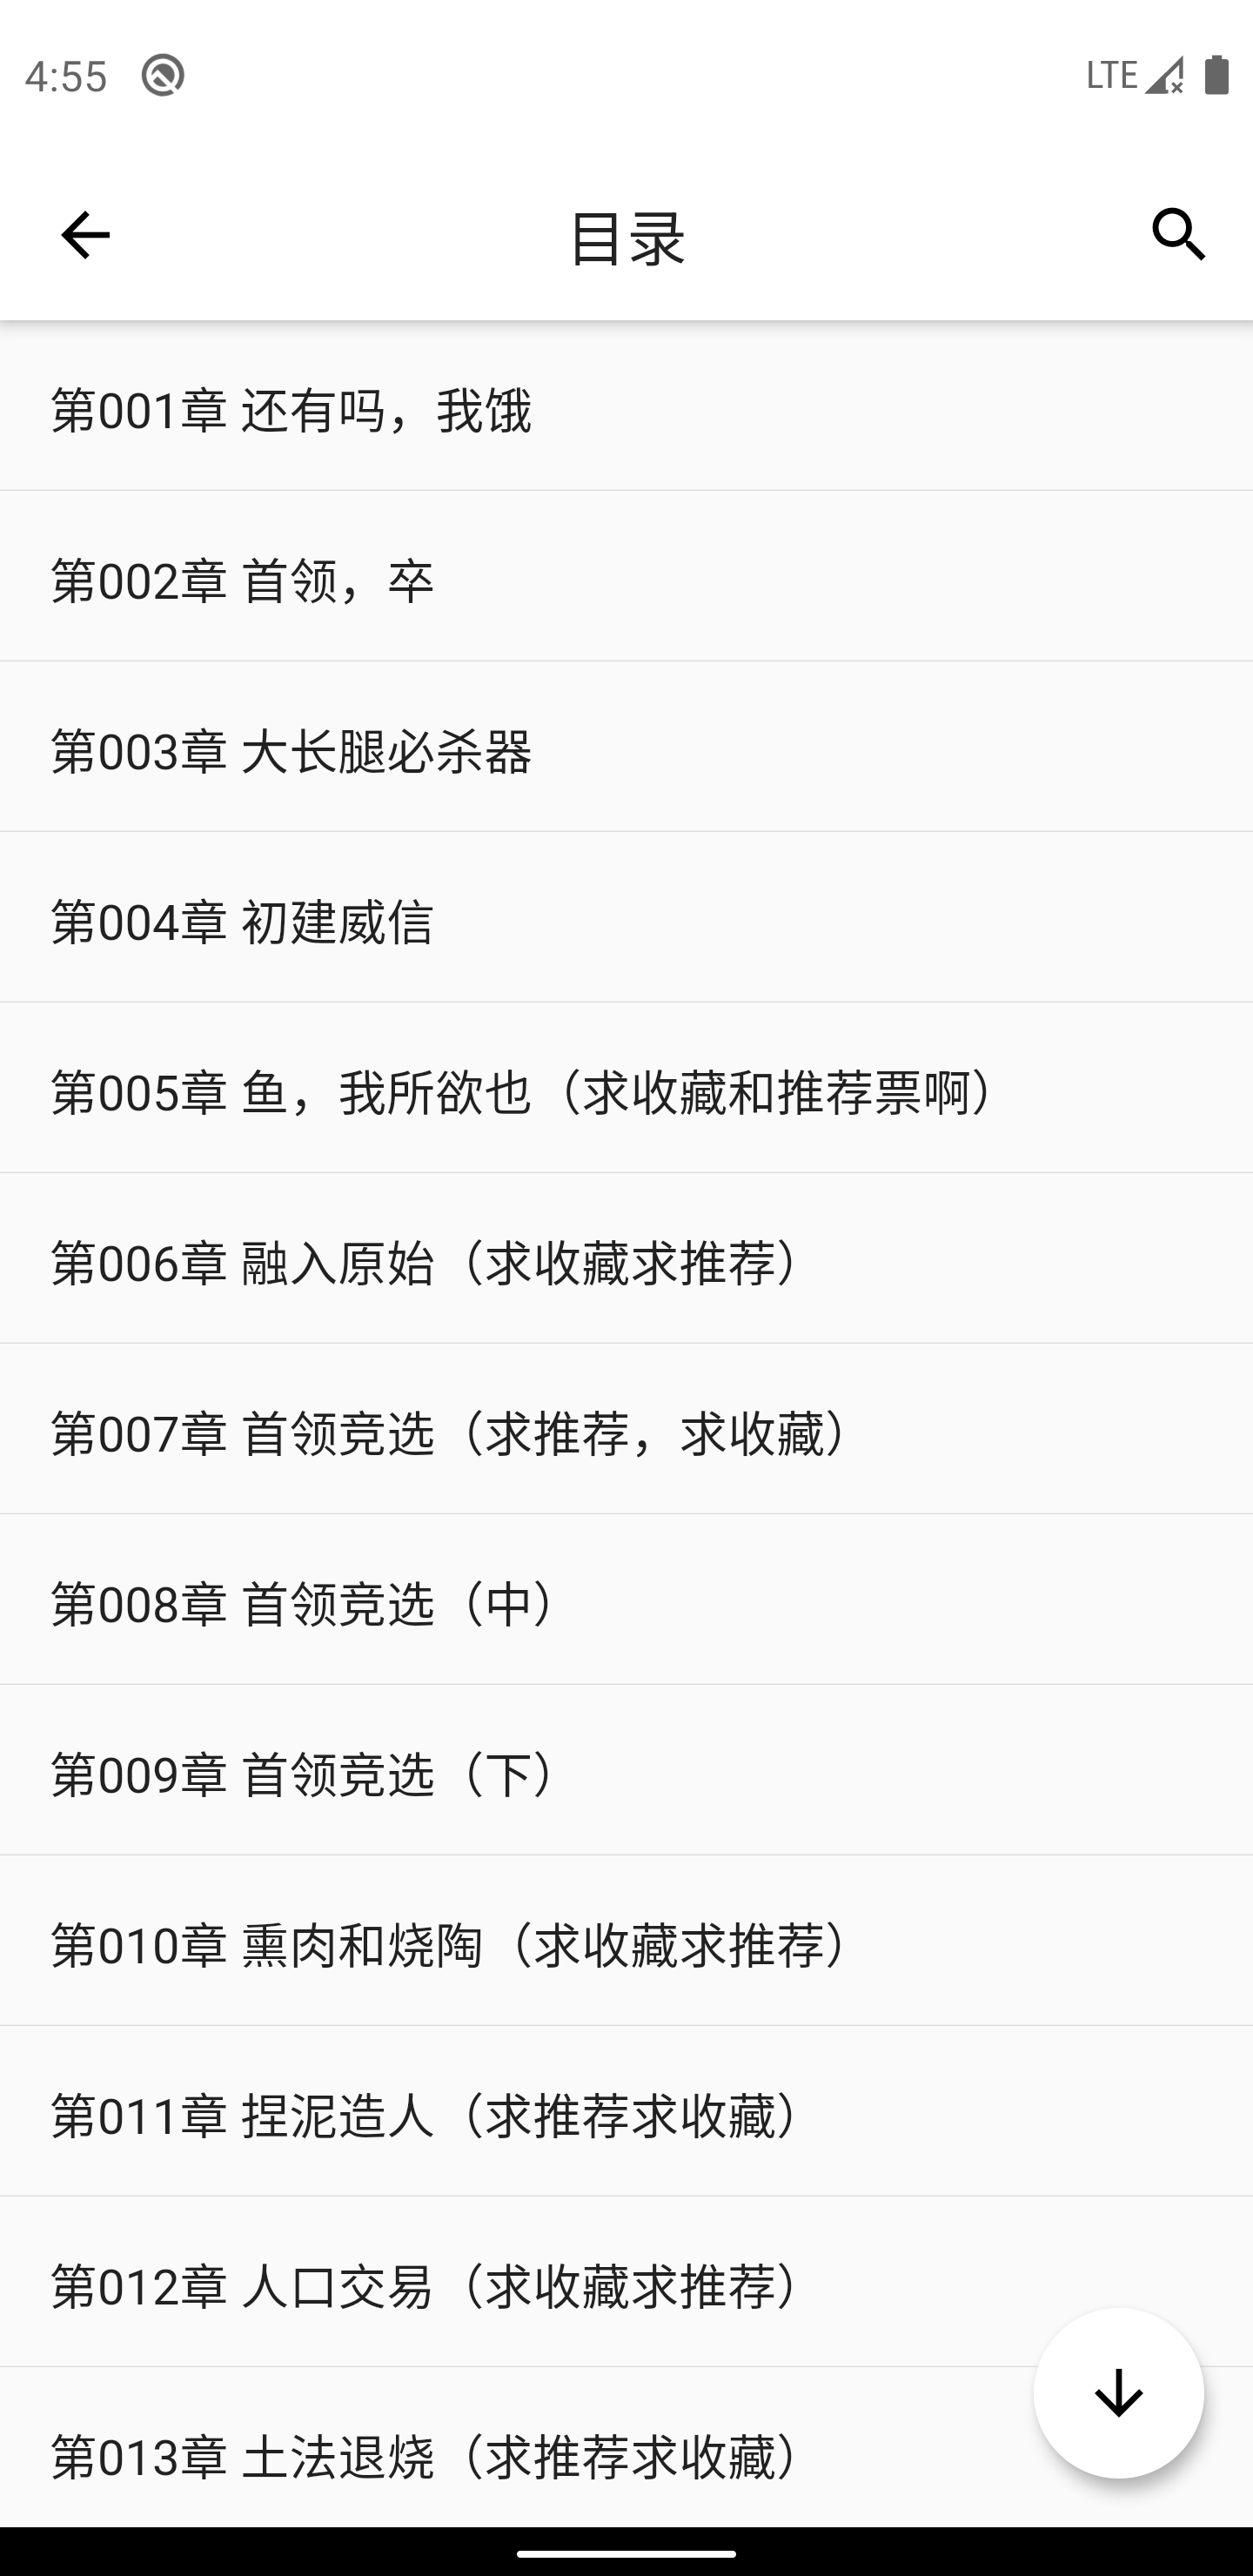 4:55
LTE
目录
第001章 还有吗，我饿
第002章 首领，卒
第003章 大长腿必杀器
第004章 初建威信
第005章 鱼，我所欲也（求收藏和推荐票啊）
第006章 融入原始（求收藏求推荐）
第007章 首领竞选（求推荐，求收藏）
第008章 首领竞选（中）
第009章 首领竞选（下）
第010章 熏肉和烧陶（求收藏求推荐）
第011章 捏泥造人（求推荐求收藏）
第012章 人口交易（求收藏求推荐）
第013章 土法退烧（求推荐求收藏）